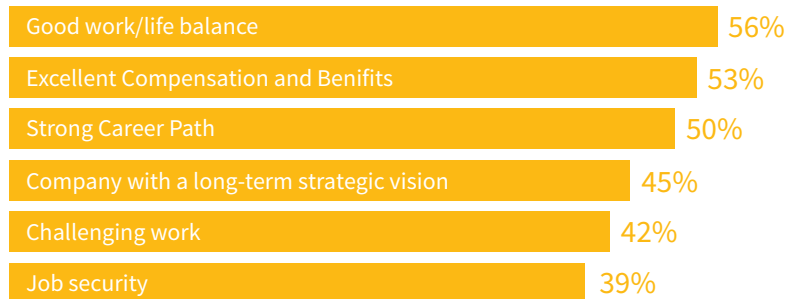 Good work/life balance 56%
Excellent Compensation and Benifits 53%
Strong Career Path 50%
Company with a long-term strategic vision 45%
Challenging work 42%
Job security 39%